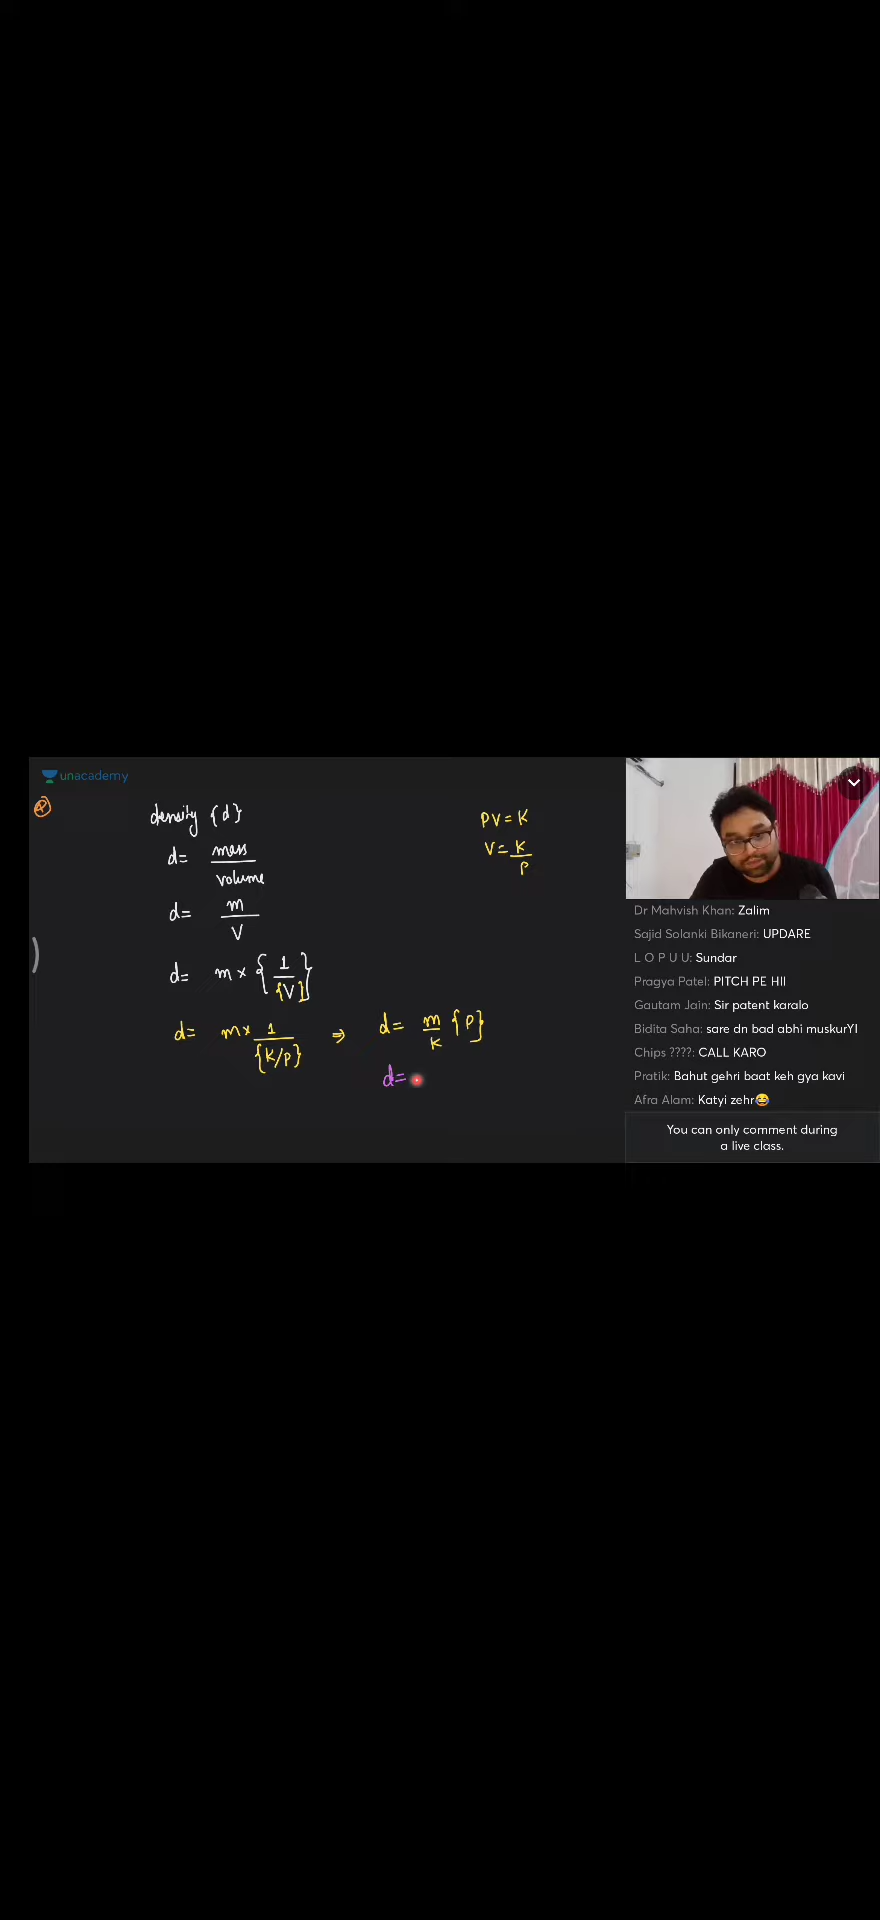 unacademy
density {d}
d = mass / volume
d = m / V
d = m × { 1 / {V} }
d = m × 1 / {K/P} ⇒ d = m / K {P}
d =
PV = K
V = K / P
Dr Mahvish Khan: Zalim
Sajid Solanki Bikaneri: UPDARE
L O P U U: Sundar
Pragya Patel: PITCH PE HII
Gautam Jain: Sir patent karalo
Bidita Saha: sare dn bad abhi muskurYI
Chips ????: CALL KARO
Pratik: Bahut gehri baat keh gya kavi
Afra Alam: Katyi zehr😂
You can only comment during
a live class.